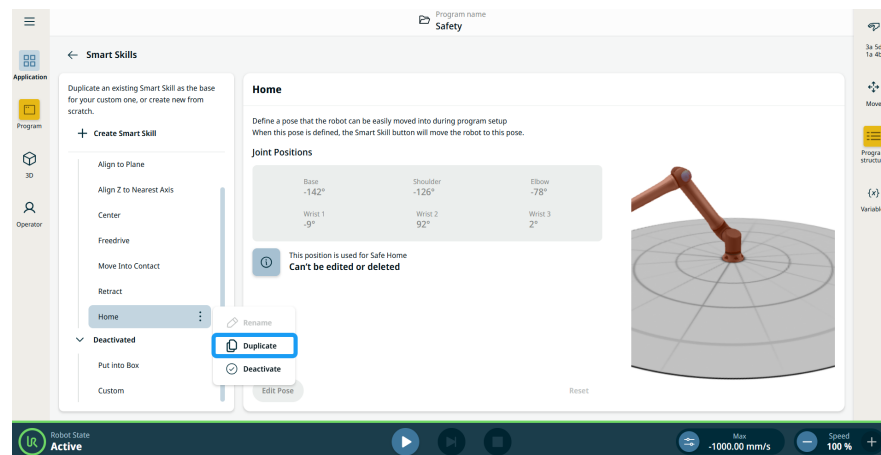 Program name
Safety
Smart Skills
3a 5d
1a 4b
Application
Move
Program
structu
Variabl
Program
3D
Operator
Duplicate an existing Smart Skill as the base
for your custom one, or create new from
scratch.
Create Smart Skill
Align to Plane
Align Z to Nearest Axis
Center
Freedrive
Move Into Contact
Retract
Home
Deactivated
Put into Box
Custom
Rename
Duplicate
Deactivate
Home
Define a pose that the robot can be easily moved into during program setup
When this pose is defined, the Smart Skill button will move the robot to this pose.
Joint Positions
Base
-142°
Shoulder
-126°
Elbow
-78°
Wrist 1
-9°
Wrist 2
92°
Wrist 3
2°
This position is used for Safe Home
Can't be edited or deleted
Edit Pose
Reset
Robot State
Active
Max
-1000.00 mm/s
Speed
100 %